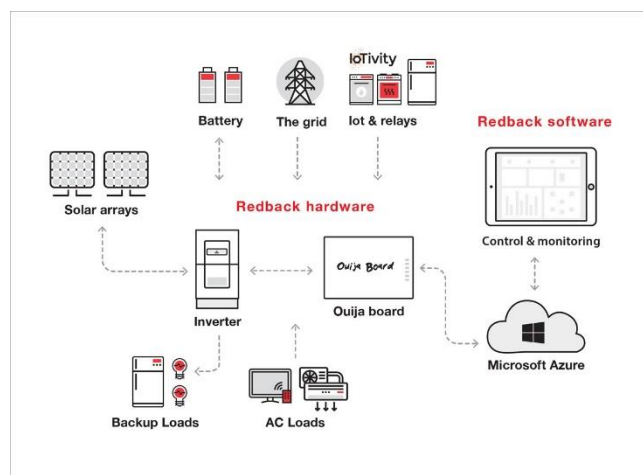 IoTivity
Battery
The grid
Iot & relays
Redback software
Solar arrays
Redback hardware
Control & monitoring
Ouija Board
Inverter
Ouija board
Microsoft Azure
Backup Loads
AC Loads